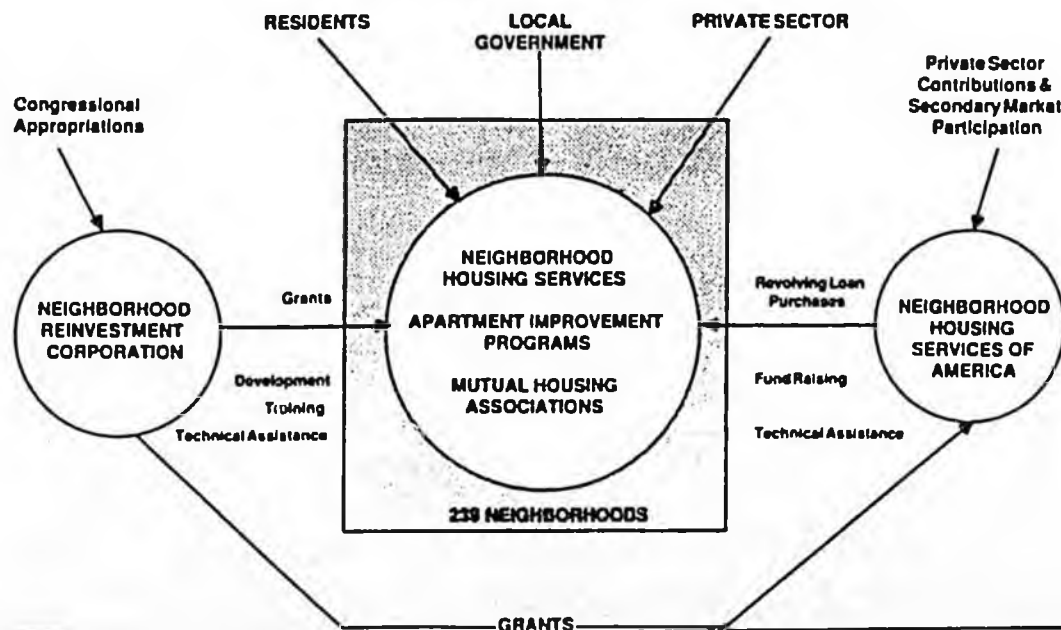 RESIDENTS
LOCAL
GOVERNMENT
PRIVATE SECTOR
Congressional
Appropriations
Private Sector
Contributions &
Secondary Market
Participation
NEIGHBORHOOD
REINVESTMENT
CORPORATION
Grants
Development
Training
Technical Assistance
NEIGHBORHOOD
HOUSING SERVICES
APARTMENT IMPROVEMENT
PROGRAMS
MUTUAL HOUSING
ASSOCIATIONS
239 NEIGHBORHOODS
Revolving Loan
Purchases
Fund Raising
Technical Assistance
NEIGHBORHOOD
HOUSING
SERVICES OF
AMERICA
GRANTS